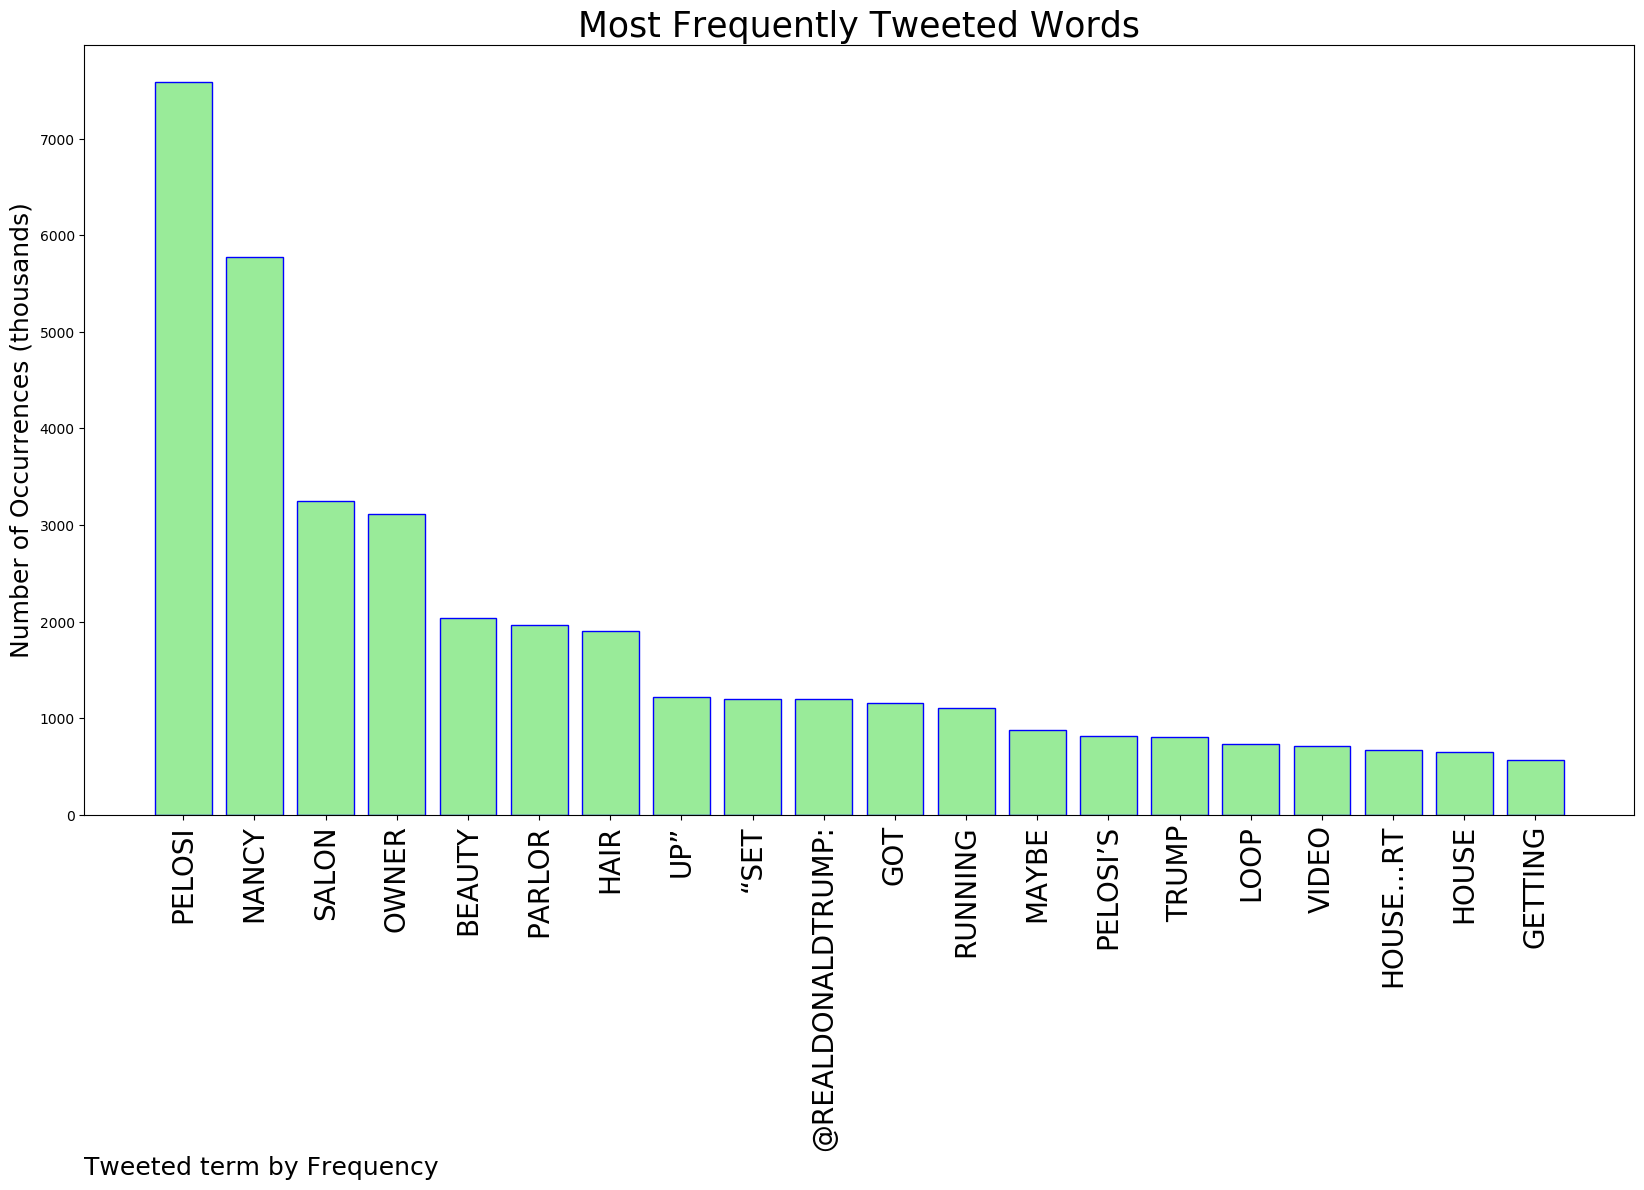 Most Frequently Tweeted Words
Number of Occurrences (thousands)
7000
6000
5000
4000
3000
2000
1000
0
PELOSI
NANCY
SALON
OWNER
BEAUTY
PARLOR
HAIR
UP”
“SET
@REALDONALDTRUMP:
GOT
RUNNING
MAYBE
PELOSI’S
TRUMP
LOOP
VIDEO
HOUSE...RT
HOUSE
GETTING
Tweeted term by Frequency